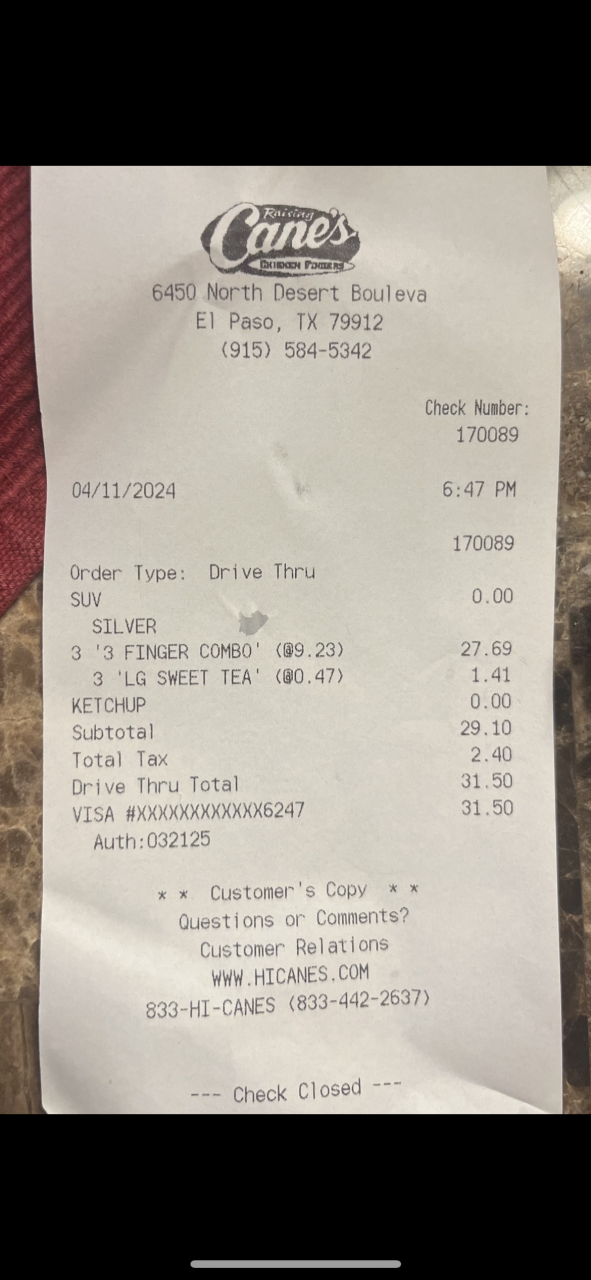 Raising
Cane's
CHICKEN FINGERS
6450 North Desert Bouleva
El Paso, TX 79912
(915) 584-5342
Check Number:
170089
04/11/2024 6:47 PM
170089
Order Type: Drive Thru
SUV 0.00
SILVER
3 '3 FINGER COMBO' (@9.23) 27.69
3 'LG SWEET TEA' (@0.47) 1.41
KETCHUP 0.00
Subtotal 29.10
Total Tax 2.40
Drive Thru Total 31.50
VISA #XXXXXXXXXXXX6247 31.50
Auth:032125
* * Customer's Copy * *
Questions or Comments?
Customer Relations
WWW.HICANES.COM
833-HI-CANES (833-442-2637)
--- Check Closed ---